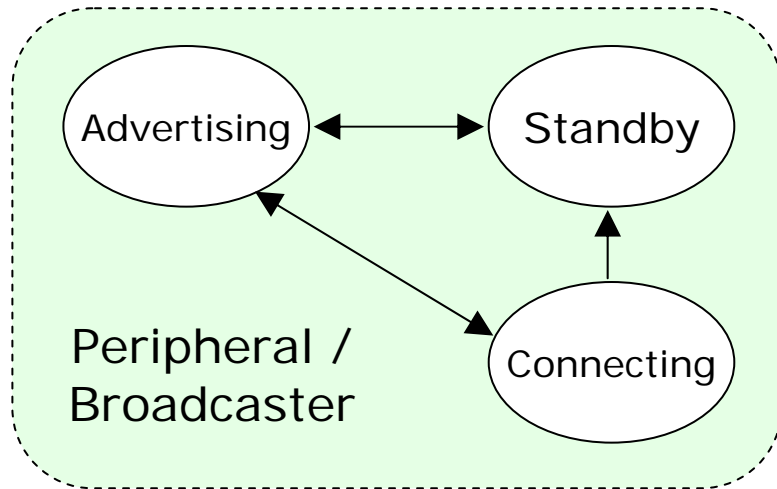 Advertising
Standby
Connecting
Peripheral /
Broadcaster